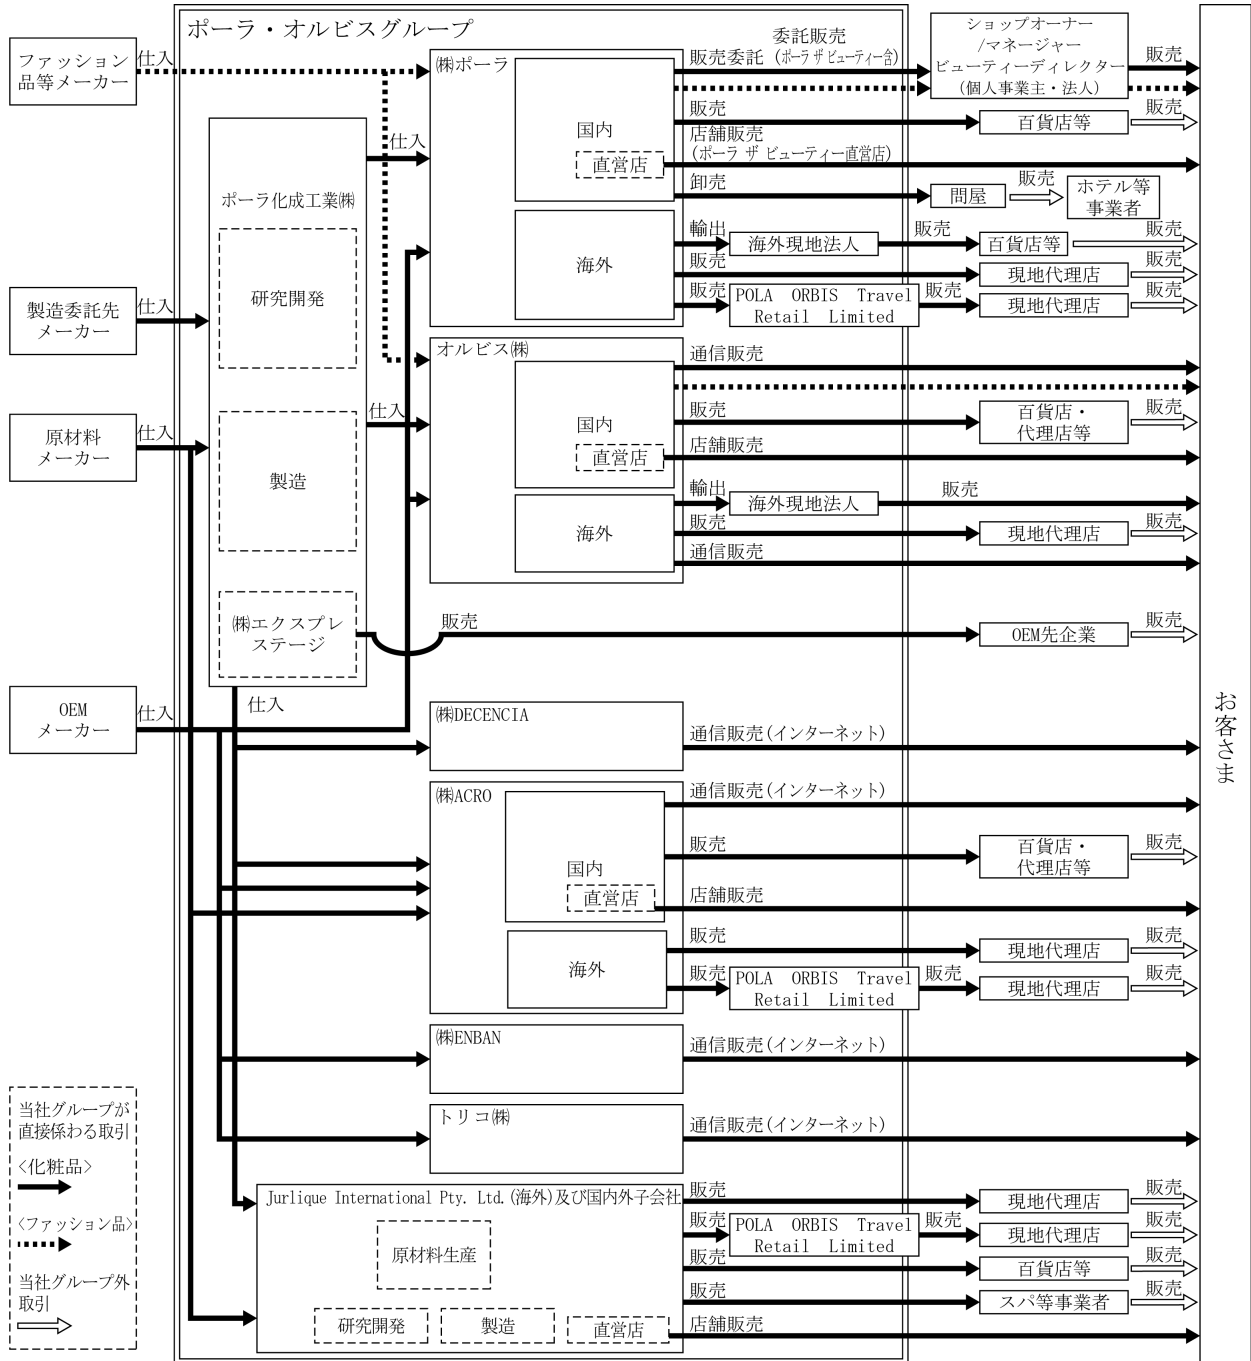 ポーラ・オルビスグループ
ファッション
品等メーカー
仕入
製造委託先
メーカー
仕入
原材料
メーカー
仕入
OEM
メーカー
仕入
ポーラ化成工業㈱
研究開発
製造
㈱エクスプレ
ステージ
仕入
仕入
仕入
販売
OEM先企業
販売
㈱ポーラ
国内
直営店
海外
販売委託
委託販売
(ポーラ ザ ビューティー含)
ショップオーナー
/マネージャー
ビューティーディレクター
(個人事業主・法人)
販売
販売
百貨店等
販売
店舗販売
(ポーラ ザ ビューティー直営店)
卸売
問屋
販売
ホテル等
事業者
輸出
海外現地法人
販売
百貨店等
販売
販売
現地代理店
販売
販売
POLA ORBIS Travel
Retail Limited
販売
現地代理店
販売
オルビス㈱
国内
直営店
海外
通信販売
販売
百貨店・
代理店等
販売
店舗販売
輸出
海外現地法人
販売
販売
現地代理店
販売
通信販売
㈱DECENCIA
通信販売(インターネット)
㈱ACRO
国内
直営店
海外
通信販売(インターネット)
販売
百貨店・
代理店等
販売
店舗販売
販売
現地代理店
販売
販売
POLA ORBIS Travel
Retail Limited
販売
現地代理店
販売
㈱ENBAN
通信販売(インターネット)
トリコ㈱
通信販売(インターネット)
Jurlique International Pty. Ltd.(海外)及び国内外子会社
原材料生産
研究開発
製造
直営店
販売
現地代理店
販売
販売
POLA ORBIS Travel
Retail Limited
販売
現地代理店
販売
販売
百貨店等
販売
販売
スパ等事業者
販売
店舗販売
お客さま
当社グループが
直接係わる取引
<化粧品>
<ファッション品>
当社グループ外
取引